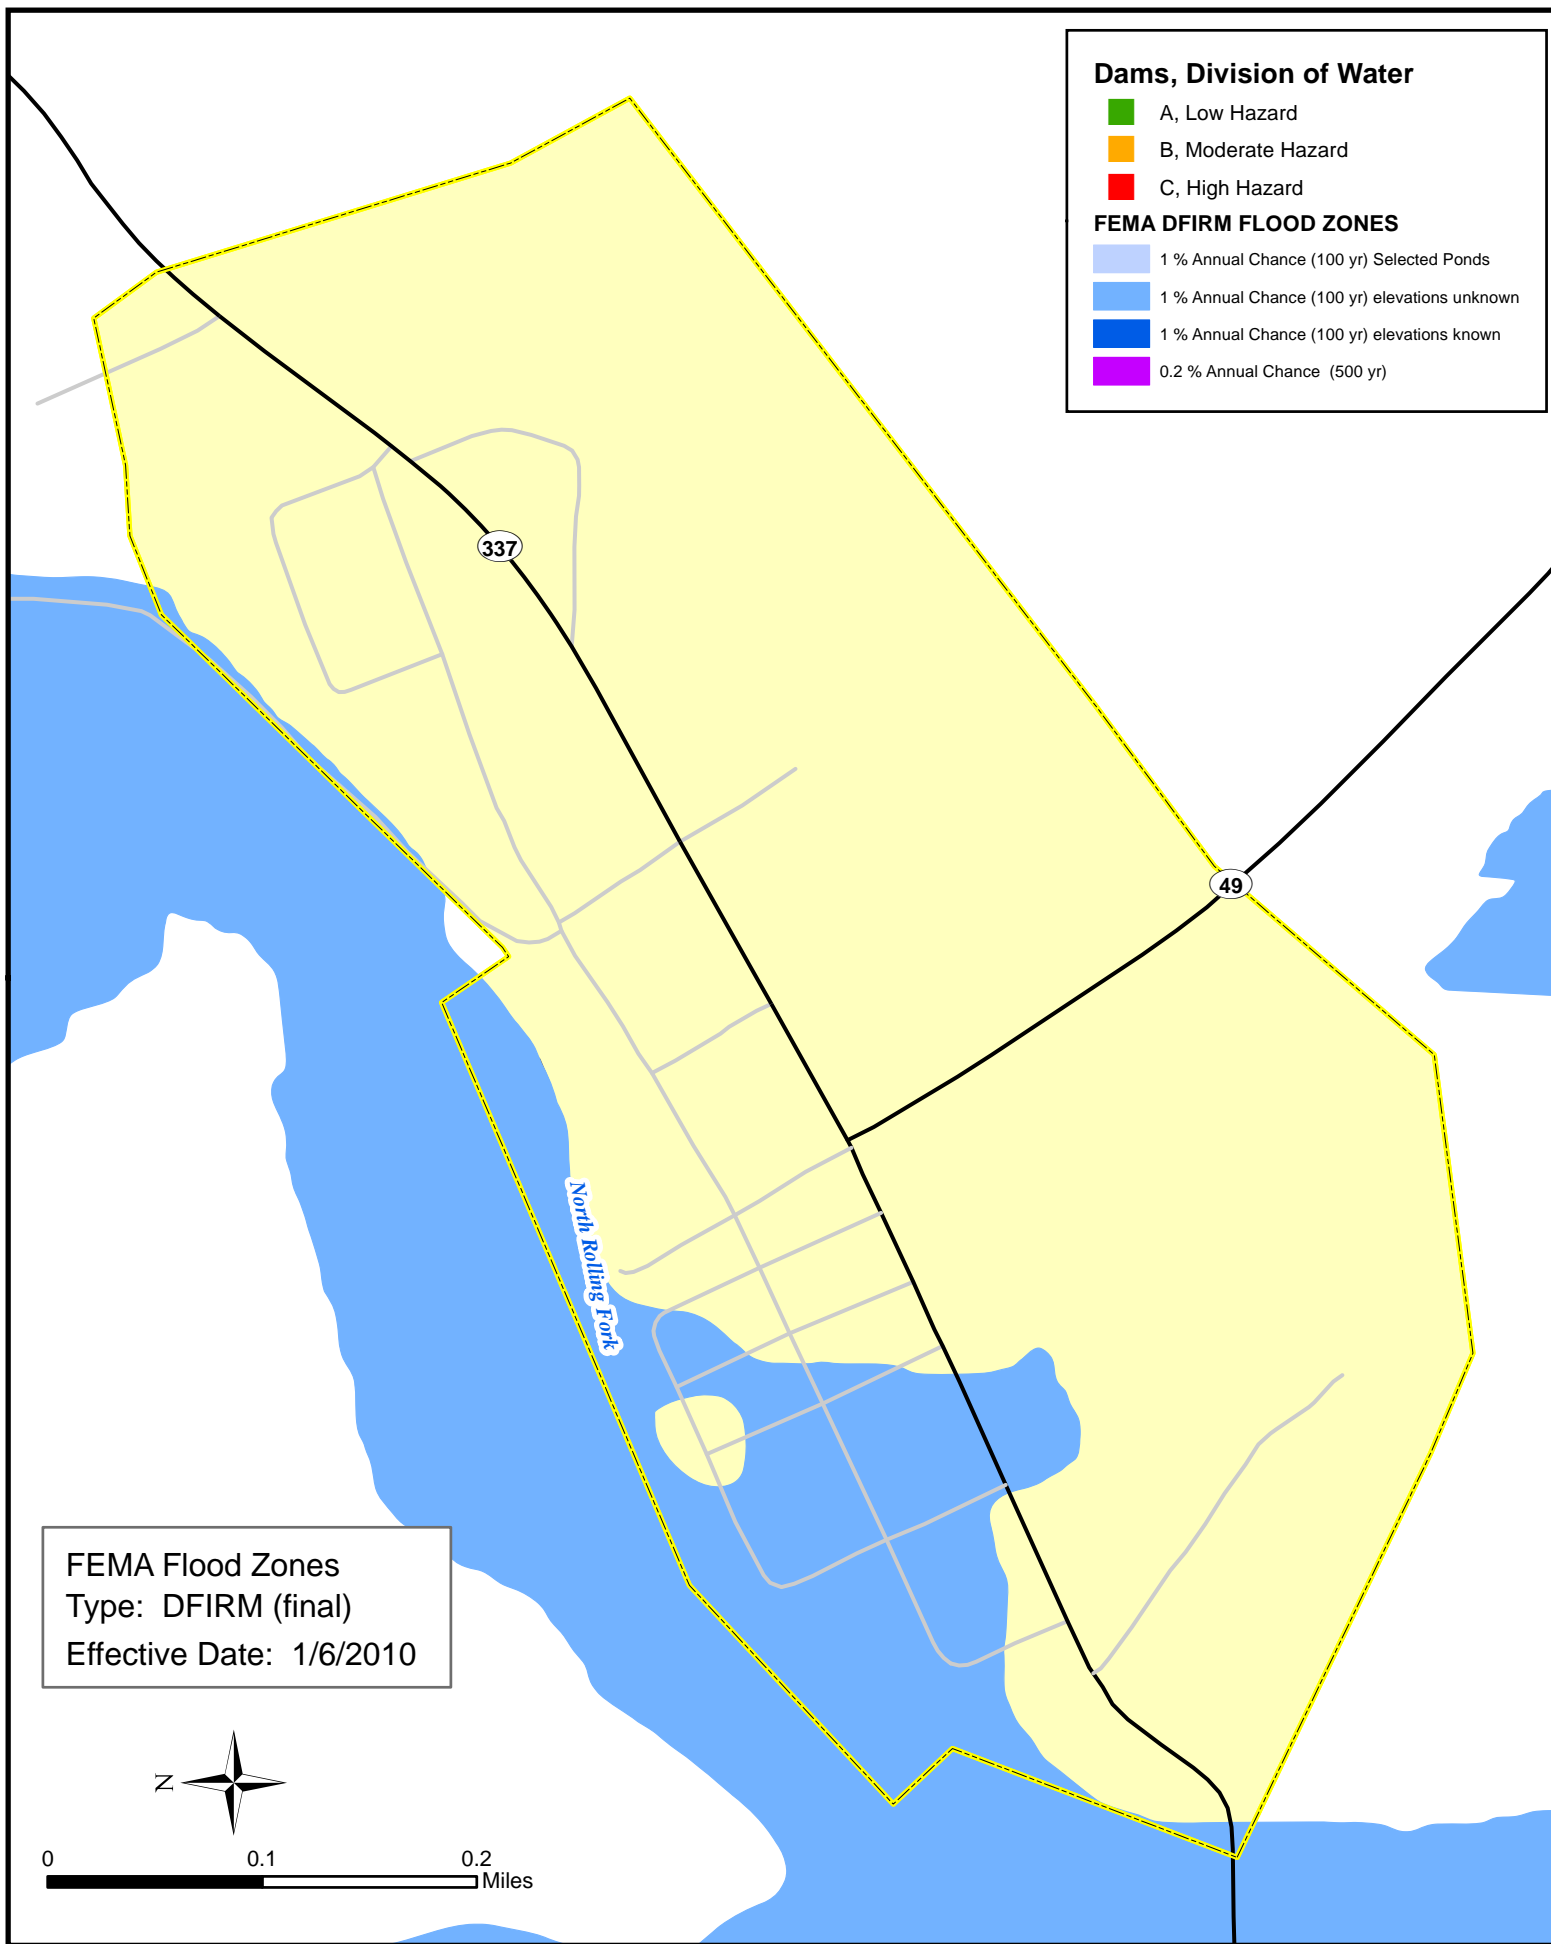 Dams, Division of Water
A, Low Hazard
B, Moderate Hazard
C, High Hazard
FEMA DFIRM FLOOD ZONES
1 % Annual Chance (100 yr) Selected Ponds
1 % Annual Chance (100 yr) elevations unknown
1 % Annual Chance (100 yr) elevations known
0.2 % Annual Chance (500 yr)
337
49
North Rolling Fork
FEMA Flood Zones
Type: DFIRM (final)
Effective Date: 1/6/2010
N
0 0.1 0.2
Miles